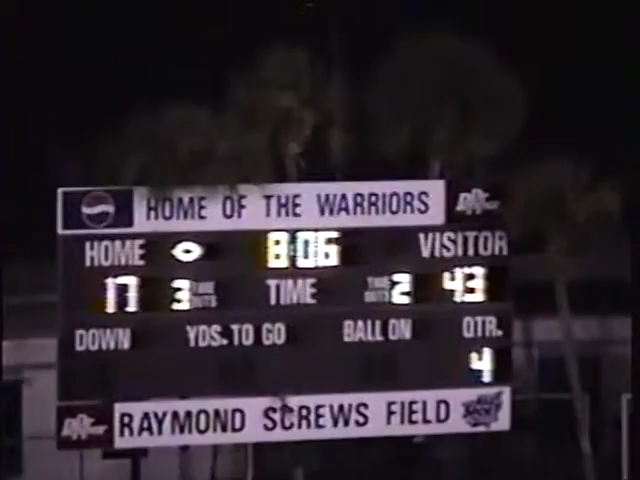 HOME OF THE WARRIORS
HOME 8:06 VISITOR
17 3 TIME OUTS TIME TIME OUTS 2 43
DOWN YDS. TO GO BALL ON QTR.
4
RAYMOND SCREWS FIELD